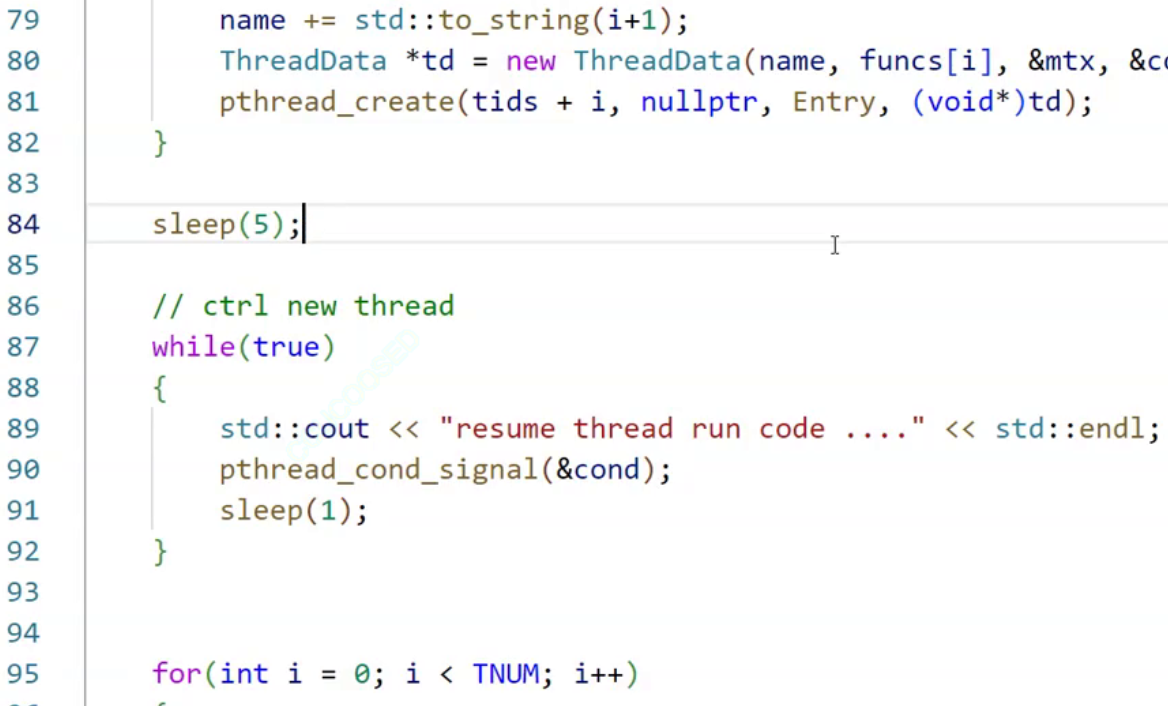 79 name += std::to_string(i+1);
80 ThreadData *td = new ThreadData(name, funcs[i], &mtx, &co
81 pthread_create(tids + i, nullptr, Entry, (void*)td);
82 }
83
84 sleep(5);
85
86 // ctrl new thread
87 while(true)
88 {
89 std::cout << "resume thread run code ...." << std::endl;
90 pthread_cond_signal(&cond);
91 sleep(1);
92 }
93
94
95 for(int i = 0; i < TNUM; i++)